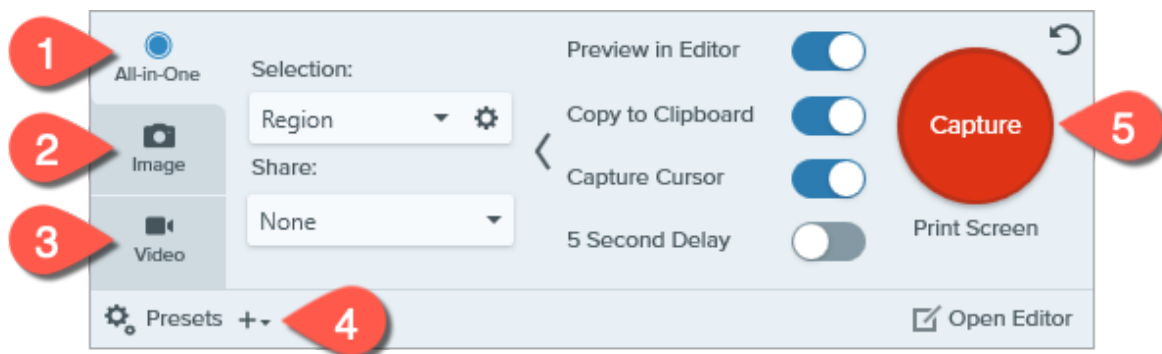 1
All-in-One
2
Image
3
Video
Selection:
Region
Share:
None
Preview in Editor
Copy to Clipboard
Capture Cursor
5 Second Delay
Capture
5
Print Screen
Presets
4
Open Editor